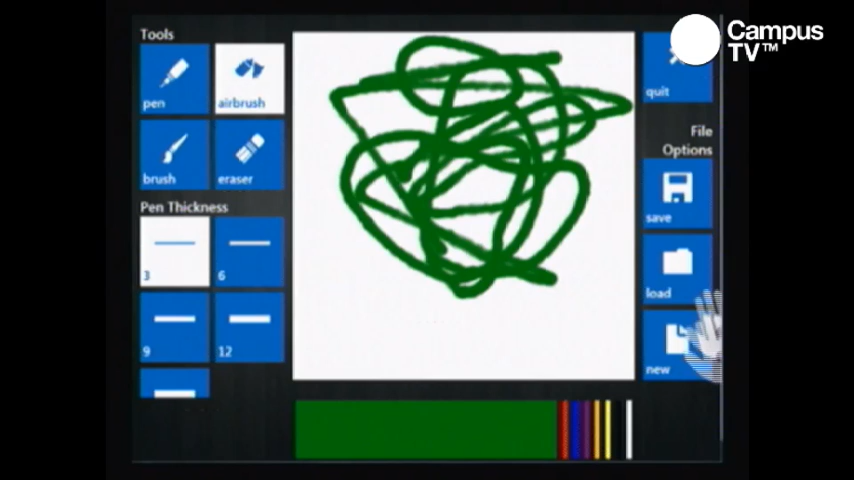 Tools
pen
airbrush
brush
eraser
Pen Thickness
3
6
9
12
quit
File
Options
save
load
new
Campus
TV™